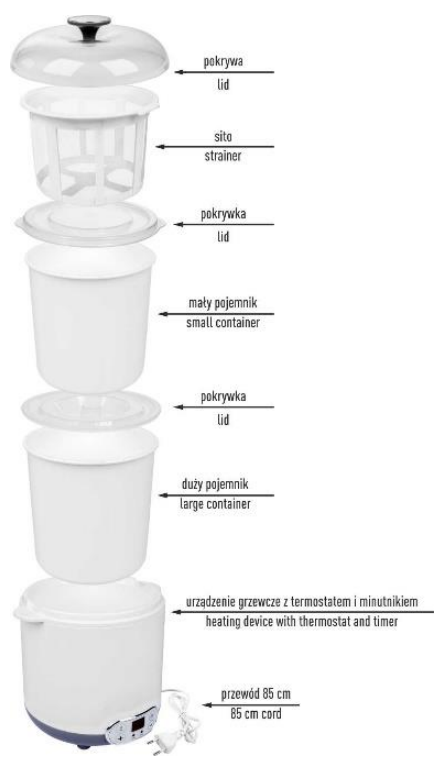 pokrywa
lid
sito
strainer
pokrywka
lid
mały pojemnik
small container
pokrywka
lid
duży pojemnik
large container
urządzenie grzewcze z termostatem i minutnikiem
heating device with thermostat and timer
przewód 85 cm
85 cm cord